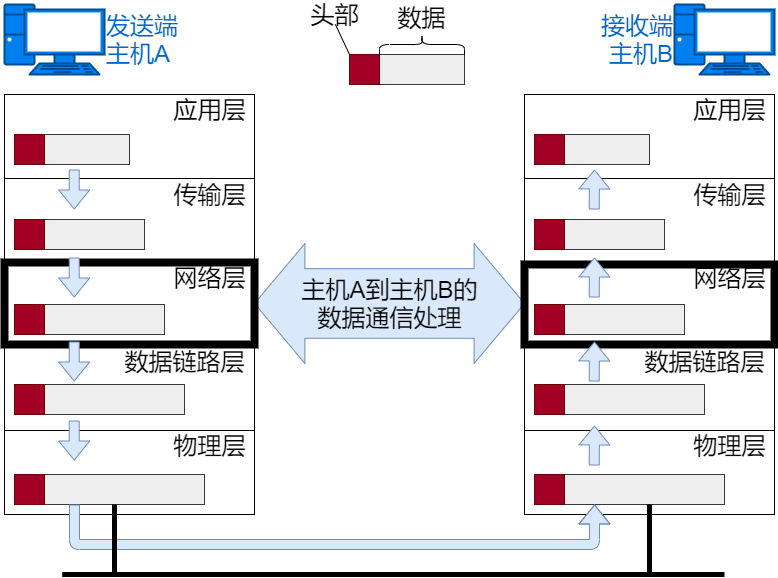 发送端
主机A
头部
数据
接收端
主机B
应用层
应用层
传输层
传输层
网络层
网络层
主机A到主机B的
数据通信处理
数据链路层
数据链路层
物理层
物理层